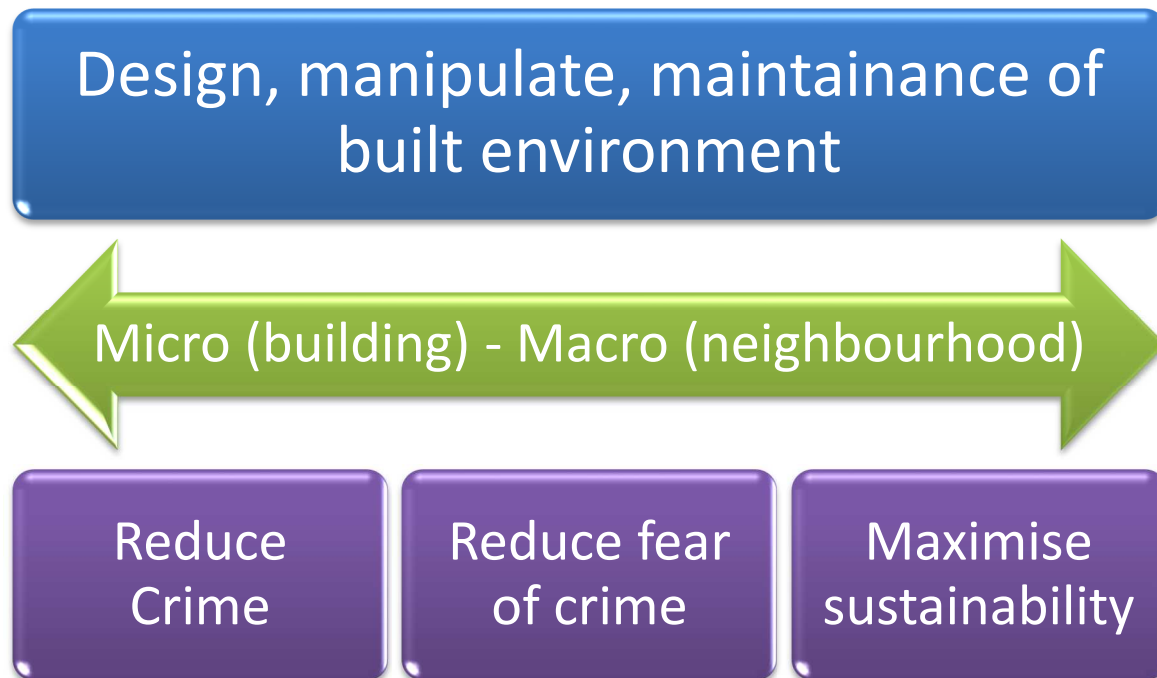 Design, manipulate, maintainance of
built environment
Micro (building) - Macro (neighbourhood)
Reduce
Crime
Reduce fear
of crime
Maximise
sustainability